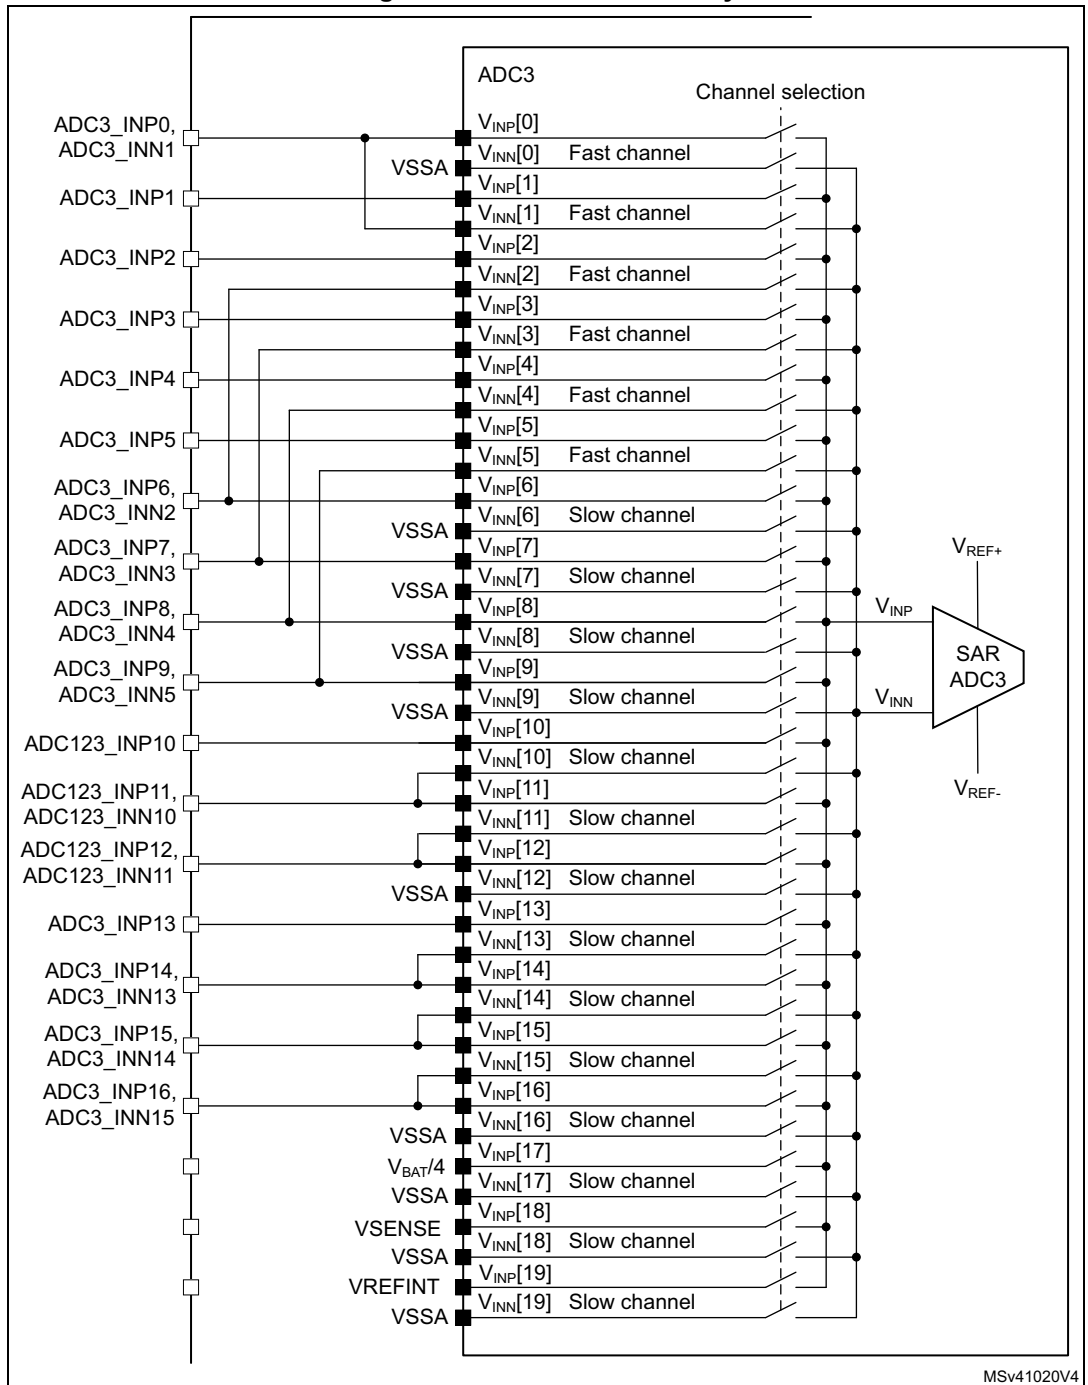 ADC3
Channel selection
ADC3_INP0,
ADC3_INN1
VINP[0]
VINN[0] Fast channel
VSSA
ADC3_INP1
VINP[1]
VINN[1] Fast channel
ADC3_INP2
VINP[2]
VINN[2] Fast channel
ADC3_INP3
VINP[3]
VINN[3] Fast channel
ADC3_INP4
VINP[4]
VINN[4] Fast channel
ADC3_INP5
VINP[5]
VINN[5] Fast channel
ADC3_INP6,
ADC3_INN2
VINP[6]
VINN[6] Slow channel
VSSA
ADC3_INP7,
ADC3_INN3
VINP[7]
VINN[7] Slow channel
VSSA
ADC3_INP8,
ADC3_INN4
VINP[8]
VINN[8] Slow channel
VSSA
ADC3_INP9,
ADC3_INN5
VINP[9]
VINN[9] Slow channel
VSSA
ADC123_INP10
VINP[10]
VINN[10] Slow channel
ADC123_INP11,
ADC123_INN10
VINP[11]
VINN[11] Slow channel
ADC123_INP12,
ADC123_INN11
VINP[12]
VINN[12] Slow channel
VSSA
ADC3_INP13
VINP[13]
VINN[13] Slow channel
ADC3_INP14,
ADC3_INN13
VINP[14]
VINN[14] Slow channel
ADC3_INP15,
ADC3_INN14
VINP[15]
VINN[15] Slow channel
ADC3_INP16,
ADC3_INN15
VINP[16]
VINN[16] Slow channel
VSSA
VBAT/4
VINP[17]
VINN[17] Slow channel
VSSA
VSENSE
VINP[18]
VINN[18] Slow channel
VSSA
VREFINT
VINP[19]
VINN[19] Slow channel
VSSA
VREF+
VINP
SAR
ADC3
VINN
VREF-
MSv41020V4